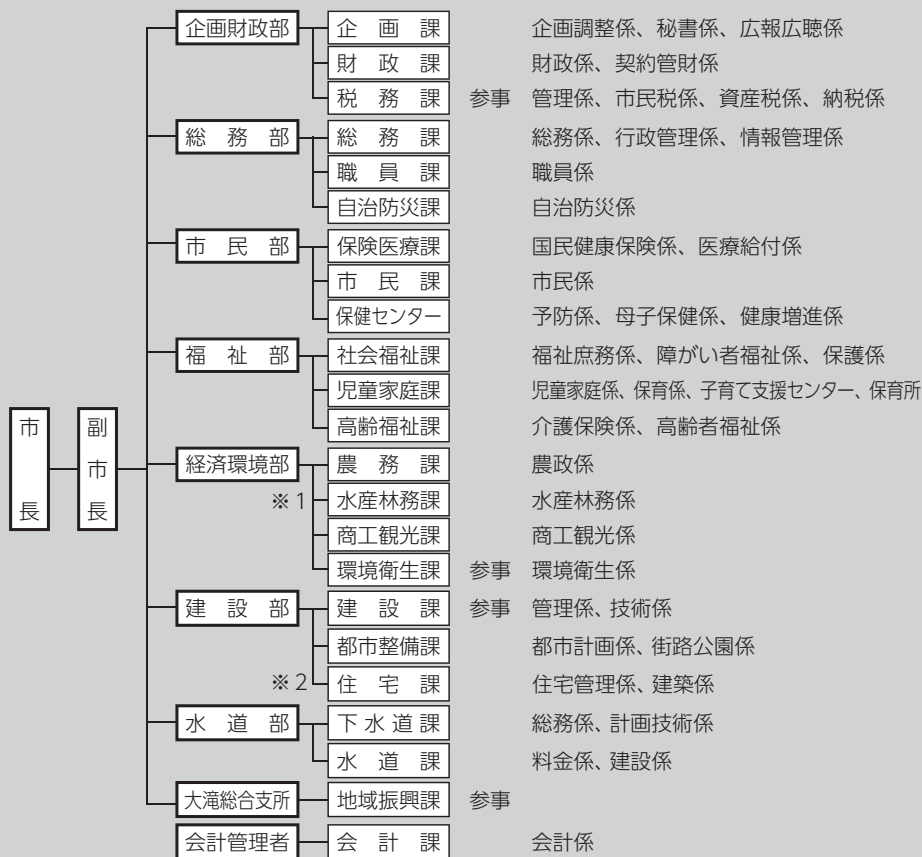 企画財政部 企画課 企画調整係、秘書係、広報広聴係
財政課 財政係、契約管財係
税務課 参事 管理係、市民税係、資産税係、納税係
総務部 総務課 総務係、行政管理係、情報管理係
職員課 職員係
自治防災課 自治防災係
市民部 保険医療課 国民健康保険係、医療給付係
市民課 市民係
保健センター 予防係、母子保健係、健康増進係
福祉部 社会福祉課 福祉庶務係、障がい者福祉係、保護係
児童家庭課 児童家庭係、保育係、子育て支援センター、保育所
市長 副市長 高齢福祉課 介護保険係、高齢者福祉係
経済環境部 農務課 農政係
※1 水産林務課 水産林務係
商工観光課 商工観光係
環境衛生課 参事 環境衛生係
建設部 建設課 参事 管理係、技術係
都市整備課 都市計画係、街路公園係
※2 住宅課 住宅管理係、建築係
水道部 下水道課 総務係、計画技術係
水道課 料金係、建設係
大滝総合支所 地域振興課 参事
会計管理者 会計課 会計係